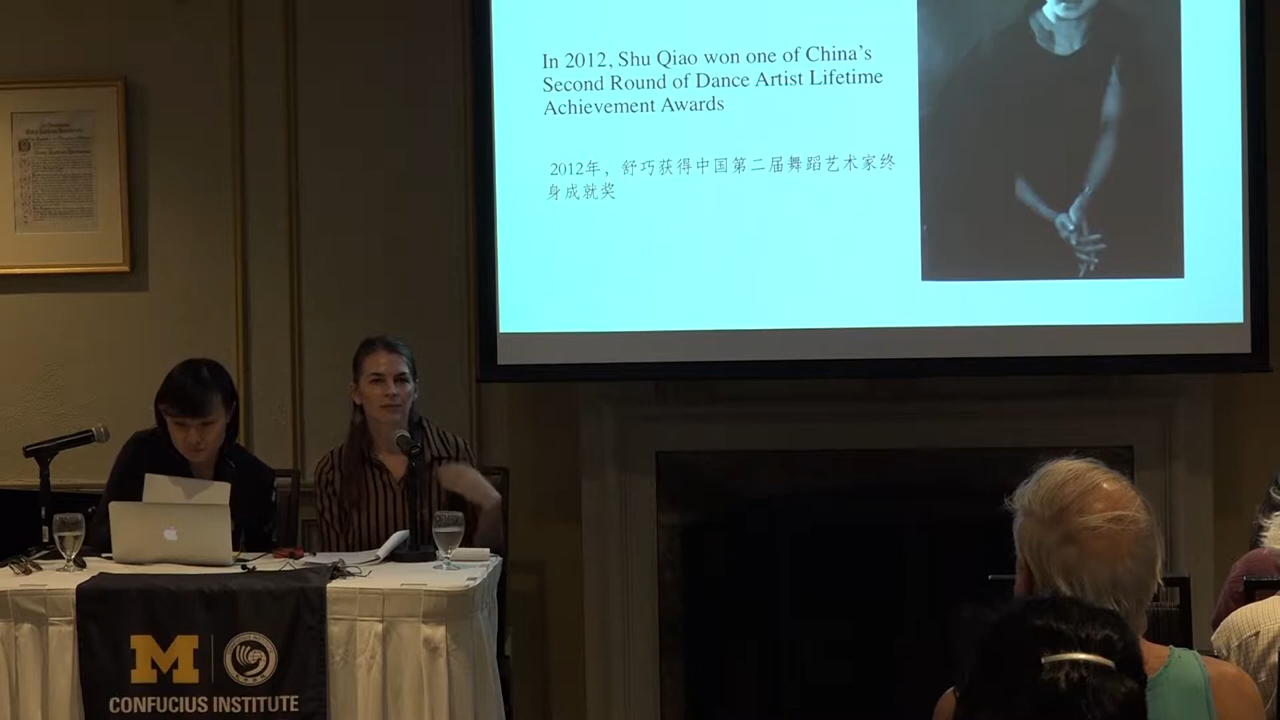 In 2012, Shu Qiao won one of China's
Second Round of Dance Artist Lifetime
Achievement Awards
2012年，舒巧获得中国第二届舞蹈艺术家终
身成就奖
M
CONFUCIUS INSTITUTE